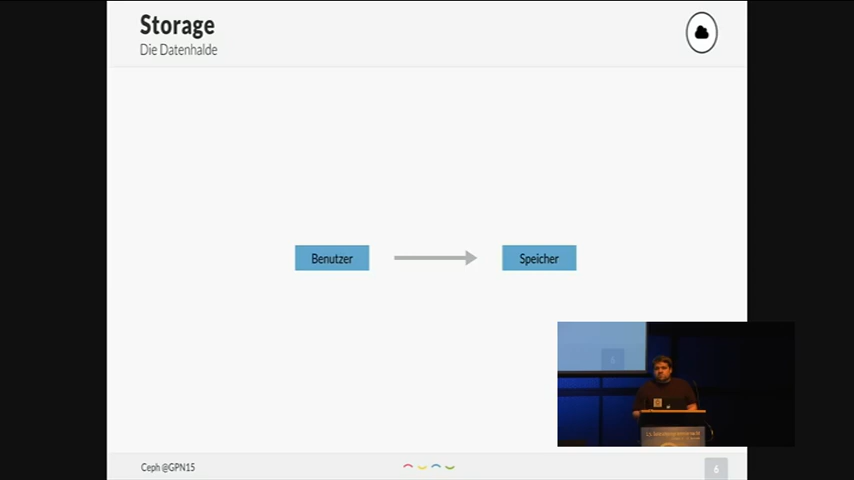 Storage
Die Datenhalde
Benutzer
Speicher
Ceph @GPN15
6